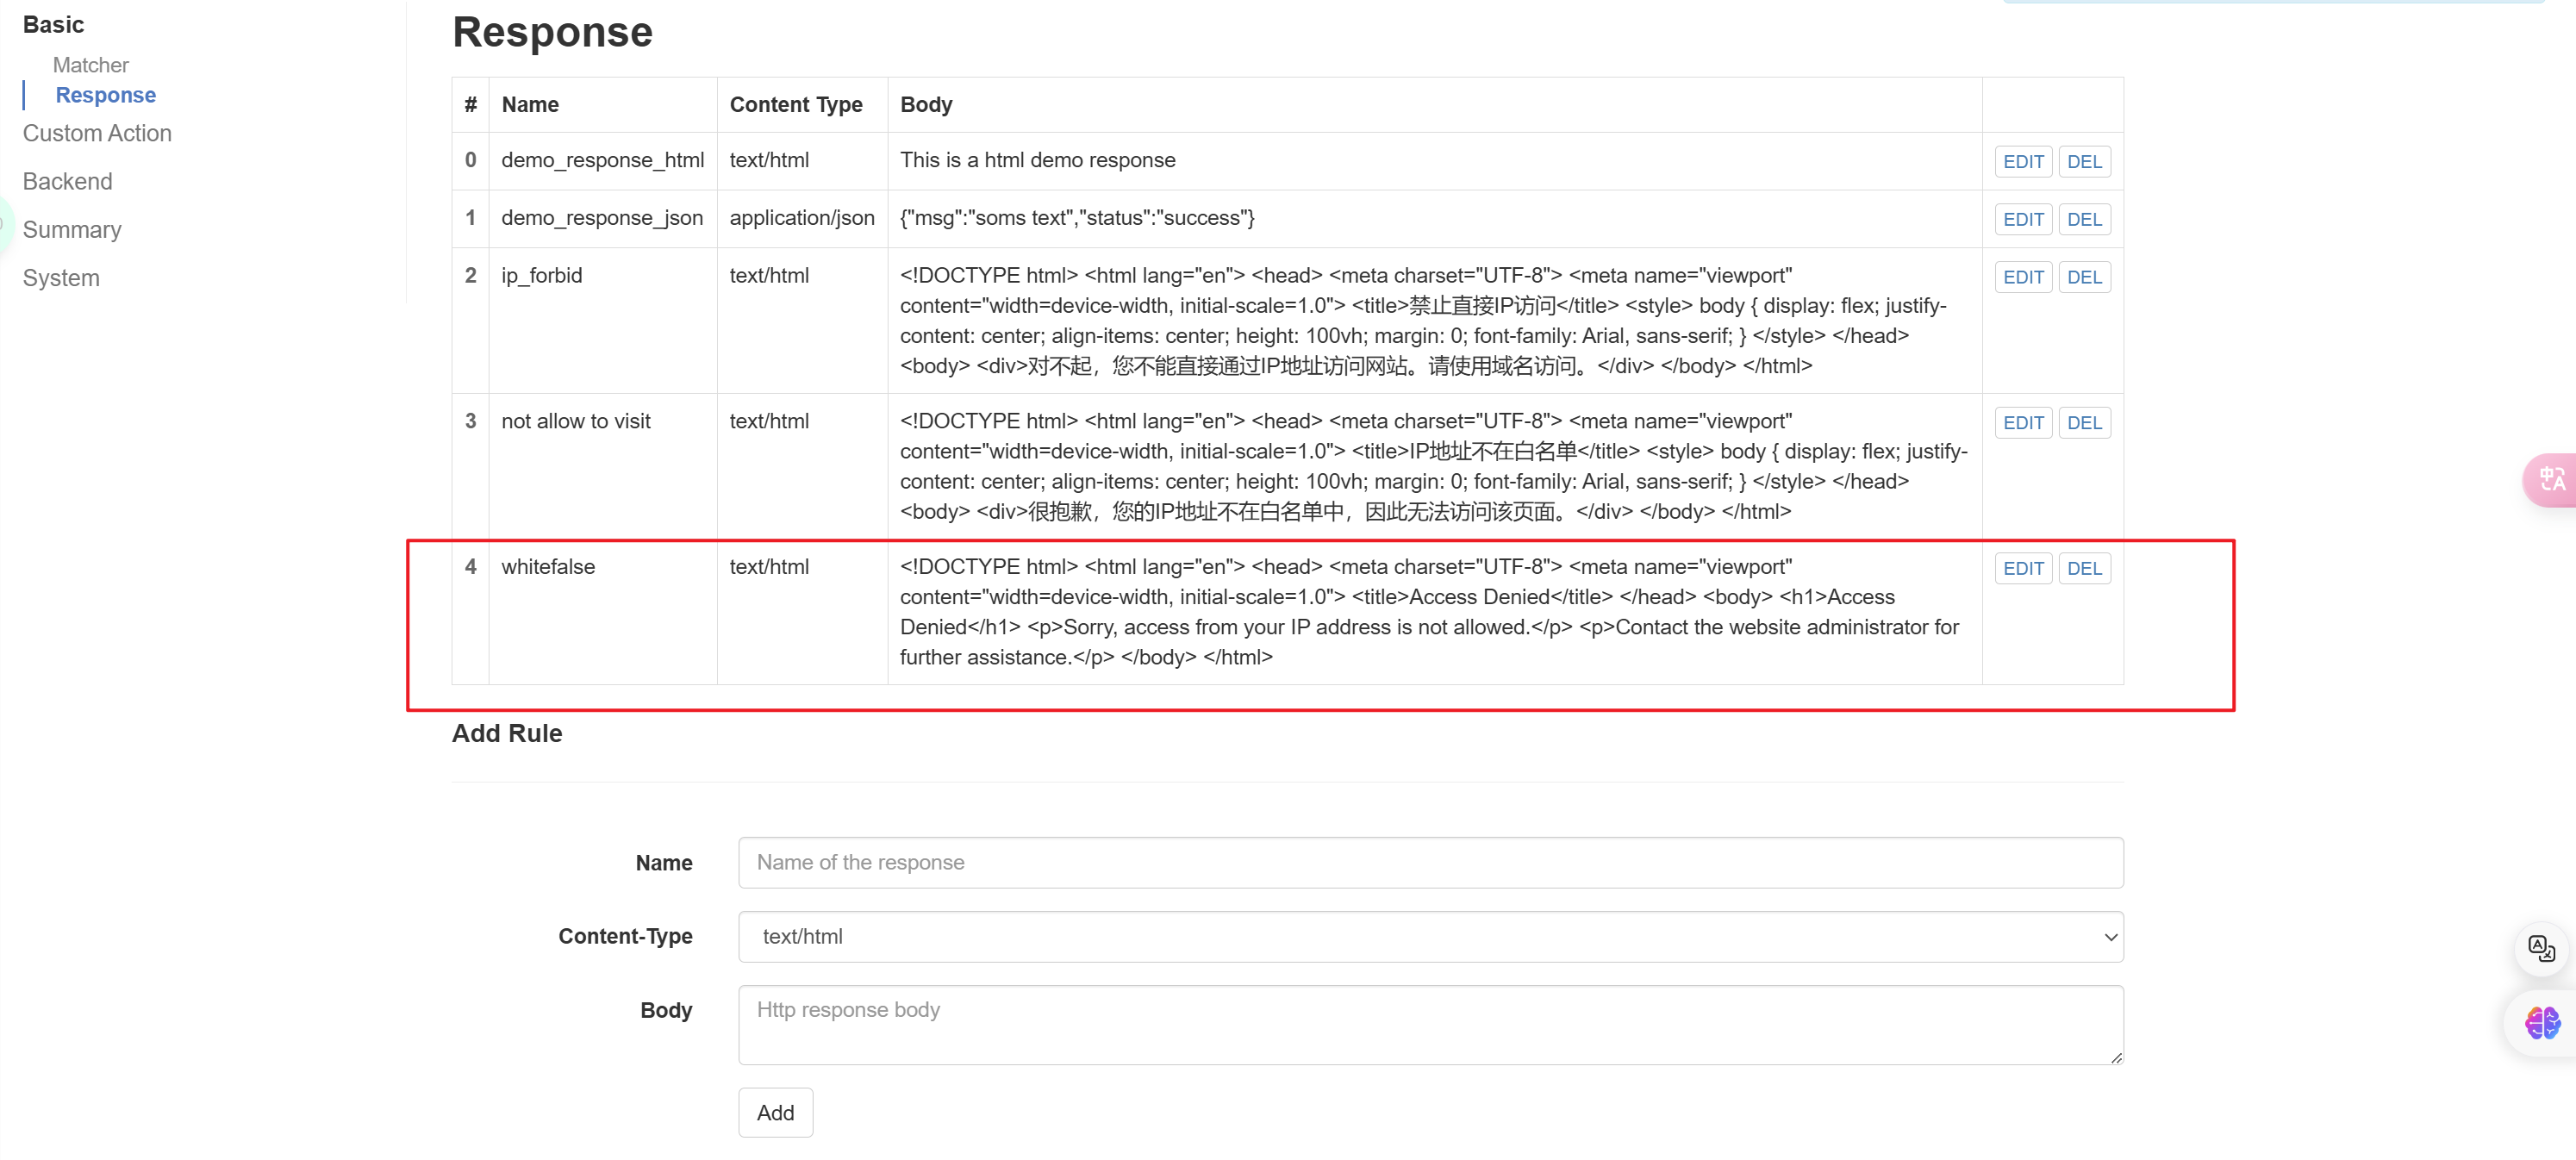 Basic
Matcher
Response
Custom Action
Backend
Summary
System
Response
# Name Content Type Body
0 demo_response_html text/html This is a html demo response EDIT DEL
1 demo_response_json application/json {"msg":"soms text","status":"success"} EDIT DEL
2 ip_forbid text/html <!DOCTYPE html> <html lang="en"> <head> <meta charset="UTF-8"> <meta name="viewport" EDIT DEL
content="width=device-width, initial-scale=1.0"> <title>禁止直接IP访问</title> <style> body { display: flex; justify-
content: center; align-items: center; height: 100vh; margin: 0; font-family: Arial, sans-serif; } </style> </head>
<body> <div>对不起，您不能直接通过IP地址访问网站。请使用域名访问。</div> </body> </html>
3 not allow to visit text/html <!DOCTYPE html> <html lang="en"> <head> <meta charset="UTF-8"> <meta name="viewport" EDIT DEL
content="width=device-width, initial-scale=1.0"> <title>IP地址不在白名单</title> <style> body { display: flex; justify-
content: center; align-items: center; height: 100vh; margin: 0; font-family: Arial, sans-serif; } </style> </head>
<body> <div>很抱歉，您的IP地址不在白名单中，因此无法访问该页面。</div> </body> </html>
4 whitefalse text/html <!DOCTYPE html> <html lang="en"> <head> <meta charset="UTF-8"> <meta name="viewport" EDIT DEL
content="width=device-width, initial-scale=1.0"> <title>Access Denied</title> </head> <body> <h1>Access
Denied</h1> <p>Sorry, access from your IP address is not allowed.</p> <p>Contact the website administrator for
further assistance.</p> </body> </html>
Add Rule
Name Name of the response
Content-Type text/html
Body Http response body
Add